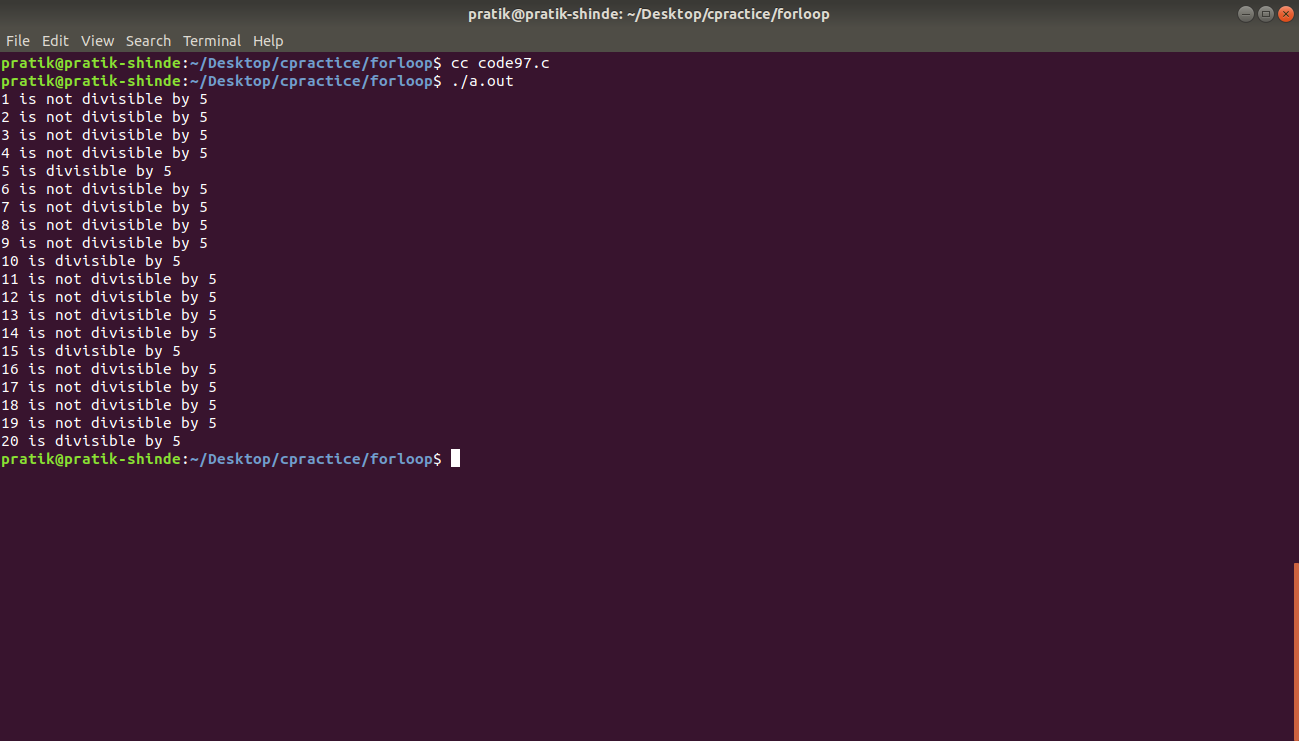 pratik@pratik-shinde: ~/Desktop/cpractice/forloop
File Edit View Search Terminal Help
pratik@pratik-shinde:~/Desktop/cpractice/forloop$ cc code97.c
pratik@pratik-shinde:~/Desktop/cpractice/forloop$ ./a.out
1 is not divisible by 5
2 is not divisible by 5
3 is not divisible by 5
4 is not divisible by 5
5 is divisible by 5
6 is not divisible by 5
7 is not divisible by 5
8 is not divisible by 5
9 is not divisible by 5
10 is divisible by 5
11 is not divisible by 5
12 is not divisible by 5
13 is not divisible by 5
14 is not divisible by 5
15 is divisible by 5
16 is not divisible by 5
17 is not divisible by 5
18 is not divisible by 5
19 is not divisible by 5
20 is divisible by 5
pratik@pratik-shinde:~/Desktop/cpractice/forloop$